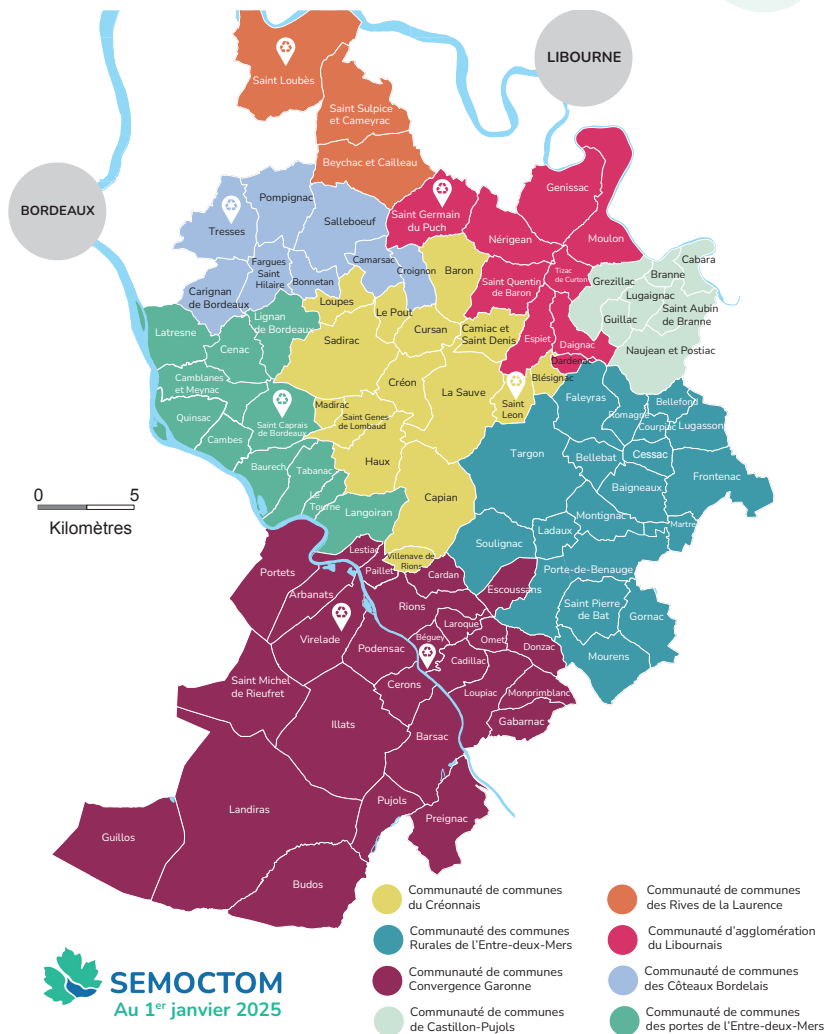 LIBOURNE
Saint Loubès
Saint Sulpice
et Cameyrac
Beychac et Cailleau
BORDEAUX
Pompignac
Tresses
Salleboeuf
Saint Germain
du Puch
Genissac
Nérigean
Moulon
Fargues
Saint
Hilaire
Camarsac
Croignon
Bonnetan
Carignan
de Bordeaux
Baron
Saint Quentin
de Baron
Tizac
de Curton
Cabara
Branne
Grezillac
Lugaignac
Saint Aubin
de Branne
Guillac
Naujean et Postiac
Loupes
Le Pout
Lignan
de Bordeaux
Latresne
Cenac
Sadirac
Cursan
Camiac et
Saint Denis
Espiet
Daignac
Dardenac
Camblanes
et Meynac
Créon
La Sauve
Blésignac
Saint
Leon
Faleyras
Bellefond
Romagne
Courpiac
Lugasson
Quinsac
Cambes
Saint Caprais
de Bordeaux
Madirac
Saint Genes
de Lombaud
Haux
Targon
Bellebat
Cessac
Frontenac
Baigneaux
Baurech
Tabanac
Le
Tourne
Langoiran
Capian
Montignac
Martres
Ladaux
Soulignac
0 5
Kilomètres
Villenave de
Rions
Lestiac
Paillet
Cardan
Escoussans
Porte-de-Benauge
Portets
Arbanats
Rions
Saint Pierre
de Bat
Gornac
Virelade
Podensac
Béguey
Laroque
Omet
Donzac
Mourens
Cadillac
Saint Michel
de Rieufret
Cerons
Loupiac
Monprimblanc
Gabarnac
Illats
Barsac
Landiras
Pujols
Preignac
Guillos
Budos
Communauté de communes
du Créonnais
Communauté des communes
Rurales de l'Entre-deux-Mers
Communauté de communes
Convergence Garonne
Communauté de communes
de Castillon-Pujols
Communauté de communes
des Rives de la Laurence
Communauté d'agglomération
du Libournais
Communauté de communes
des Côteaux Bordelais
Communauté de communes
des portes de l'Entre-deux-Mers
SEMOCTOM
Au 1er janvier 2025